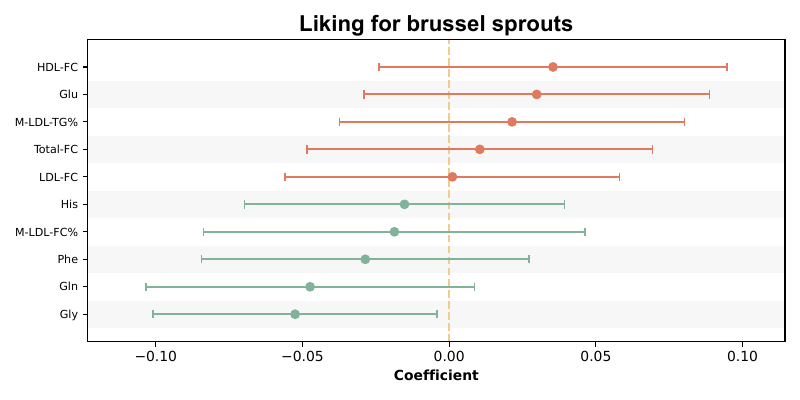 Liking for brussel sprouts
HDL-FC
Glu
M-LDL-TG%
Total-FC
LDL-FC
His
M-LDL-FC%
Phe
Gln
Gly
−0.10 −0.05 0.00 0.05 0.10
Coefficient